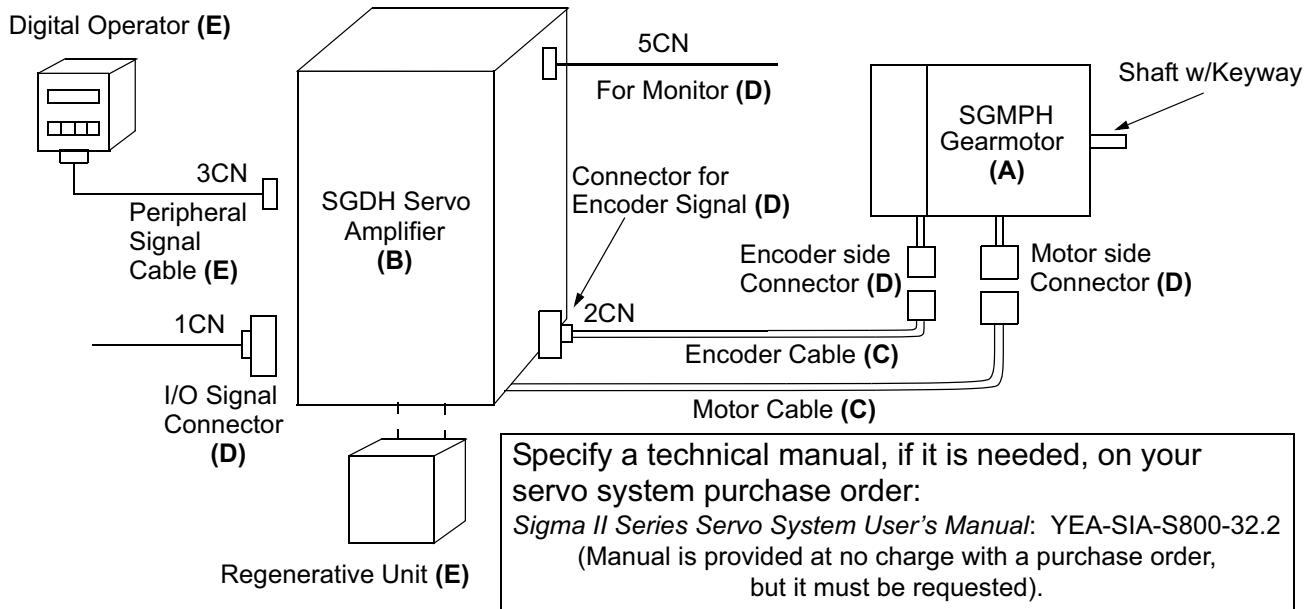 Digital Operator (E)
5CN
For Monitor (D)
Shaft w/Keyway
SGMPH
Gearmotor
(A)
3CN
Peripheral
Signal
Cable (E)
SGDH Servo
Amplifier
(B)
Connector for
Encoder Signal (D)
Encoder side
Connector (D)
Motor side
Connector (D)
1CN
I/O Signal
Connector
(D)
2CN
Encoder Cable (C)
Motor Cable (C)
Regenerative Unit (E)
Specify a technical manual, if it is needed, on your
servo system purchase order:
Sigma II Series Servo System User's Manual: YEA-SIA-S800-32.2
(Manual is provided at no charge with a purchase order,
but it must be requested).